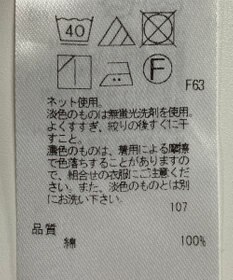 40
F
F63
ネット使用。
淡色のものは無蛍光洗剤を使用。
よくすすぎ、絞りの後すぐに干
すこと。
濃色のものは、着用による摩擦
で色落ちすることがありますの
で、組合せの衣服にご注意くだ
さい。また、淡色のものとは別
にお洗い下さい。
107
品質
綿 100%